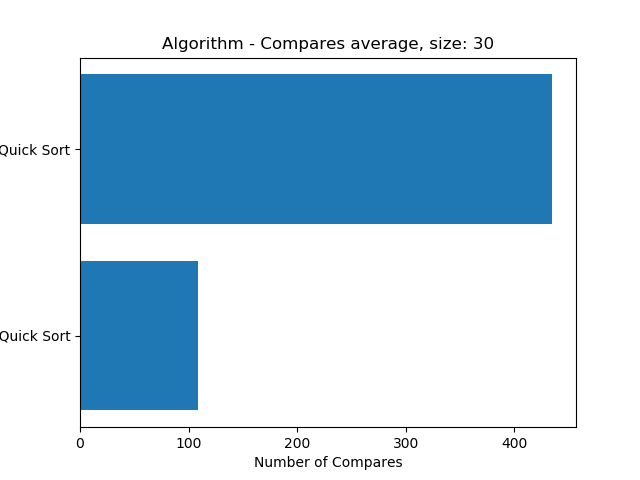 Algorithm - Compares average, size: 30
Quick Sort
Quick Sort
0 100 200 300 400
Number of Compares